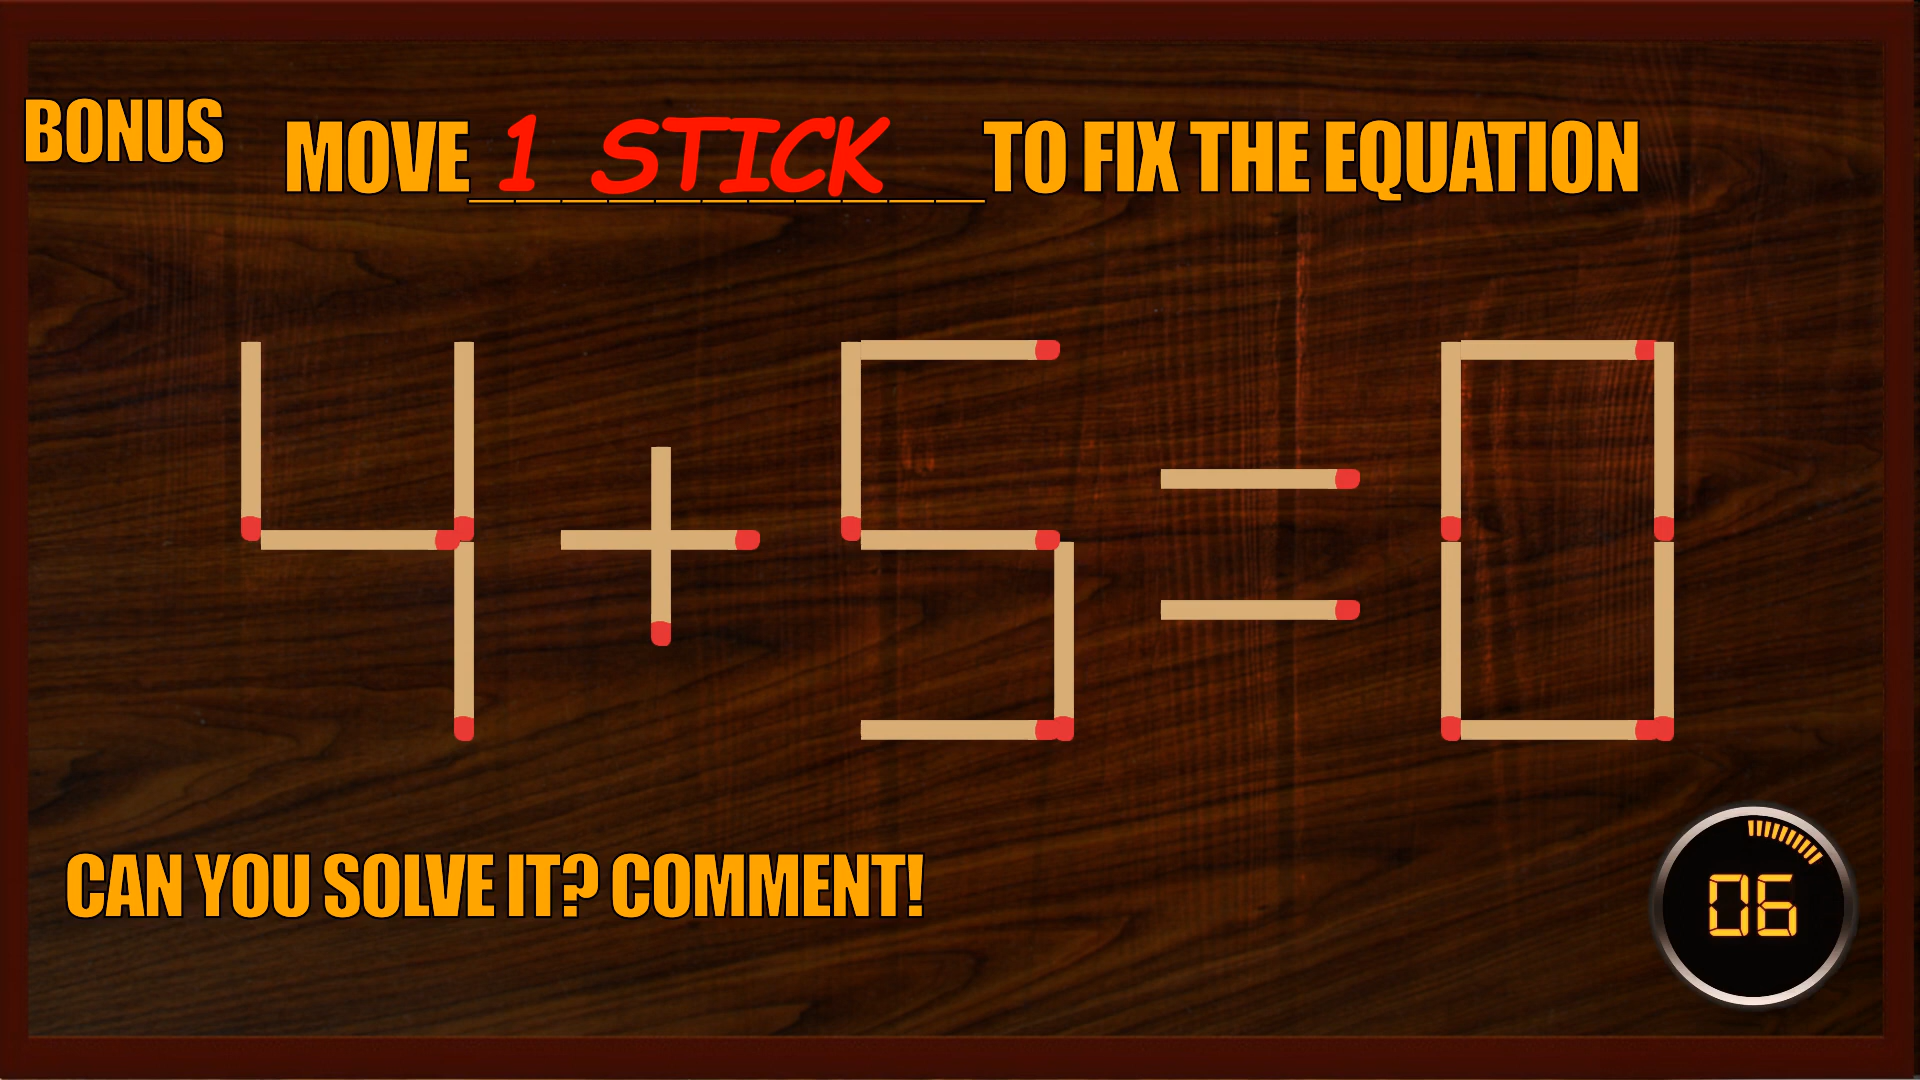 BONUS
MOVE 1 STICK TO FIX THE EQUATION
4+5=0
CAN YOU SOLVE IT? COMMENT!
06